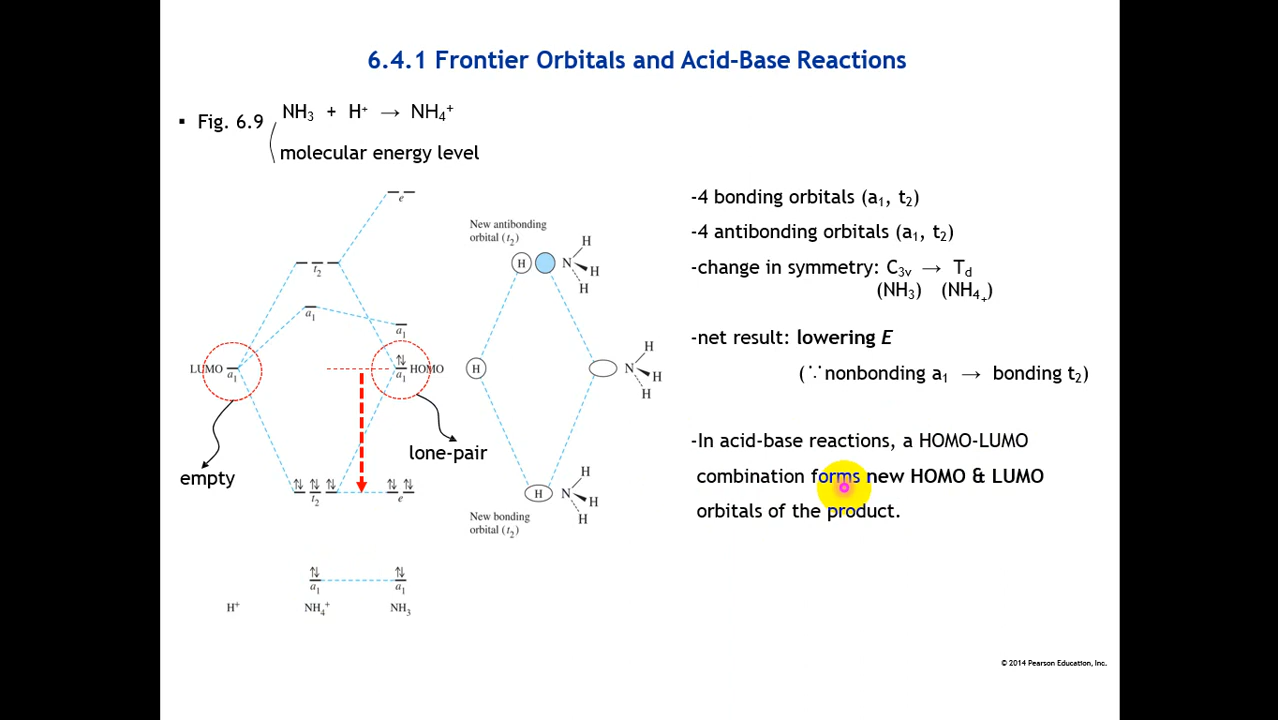 6.4.1 Frontier Orbitals and Acid-Base Reactions
▪ Fig. 6.9
NH₃ + H⁺ → NH₄⁺
molecular energy level
e
t₂
a₁
a₁
LUMO a₁
a₁ HOMO
empty
lone-pair
t₂
e
a₁
a₁
H⁺ NH₄⁺ NH₃
New antibonding
orbital (t₂)
H N H H H
H
N H H H
H N H H H
New bonding
orbital (t₂)
-4 bonding orbitals (a₁, t₂)
-4 antibonding orbitals (a₁, t₂)
-change in symmetry: C₃ᵥ → T_d
(NH₃) (NH₄₊)
-net result: lowering E
(∵nonbonding a₁ → bonding t₂)
-In acid-base reactions, a HOMO-LUMO
combination forms new HOMO & LUMO
orbitals of the product.
© 2014 Pearson Education, Inc.